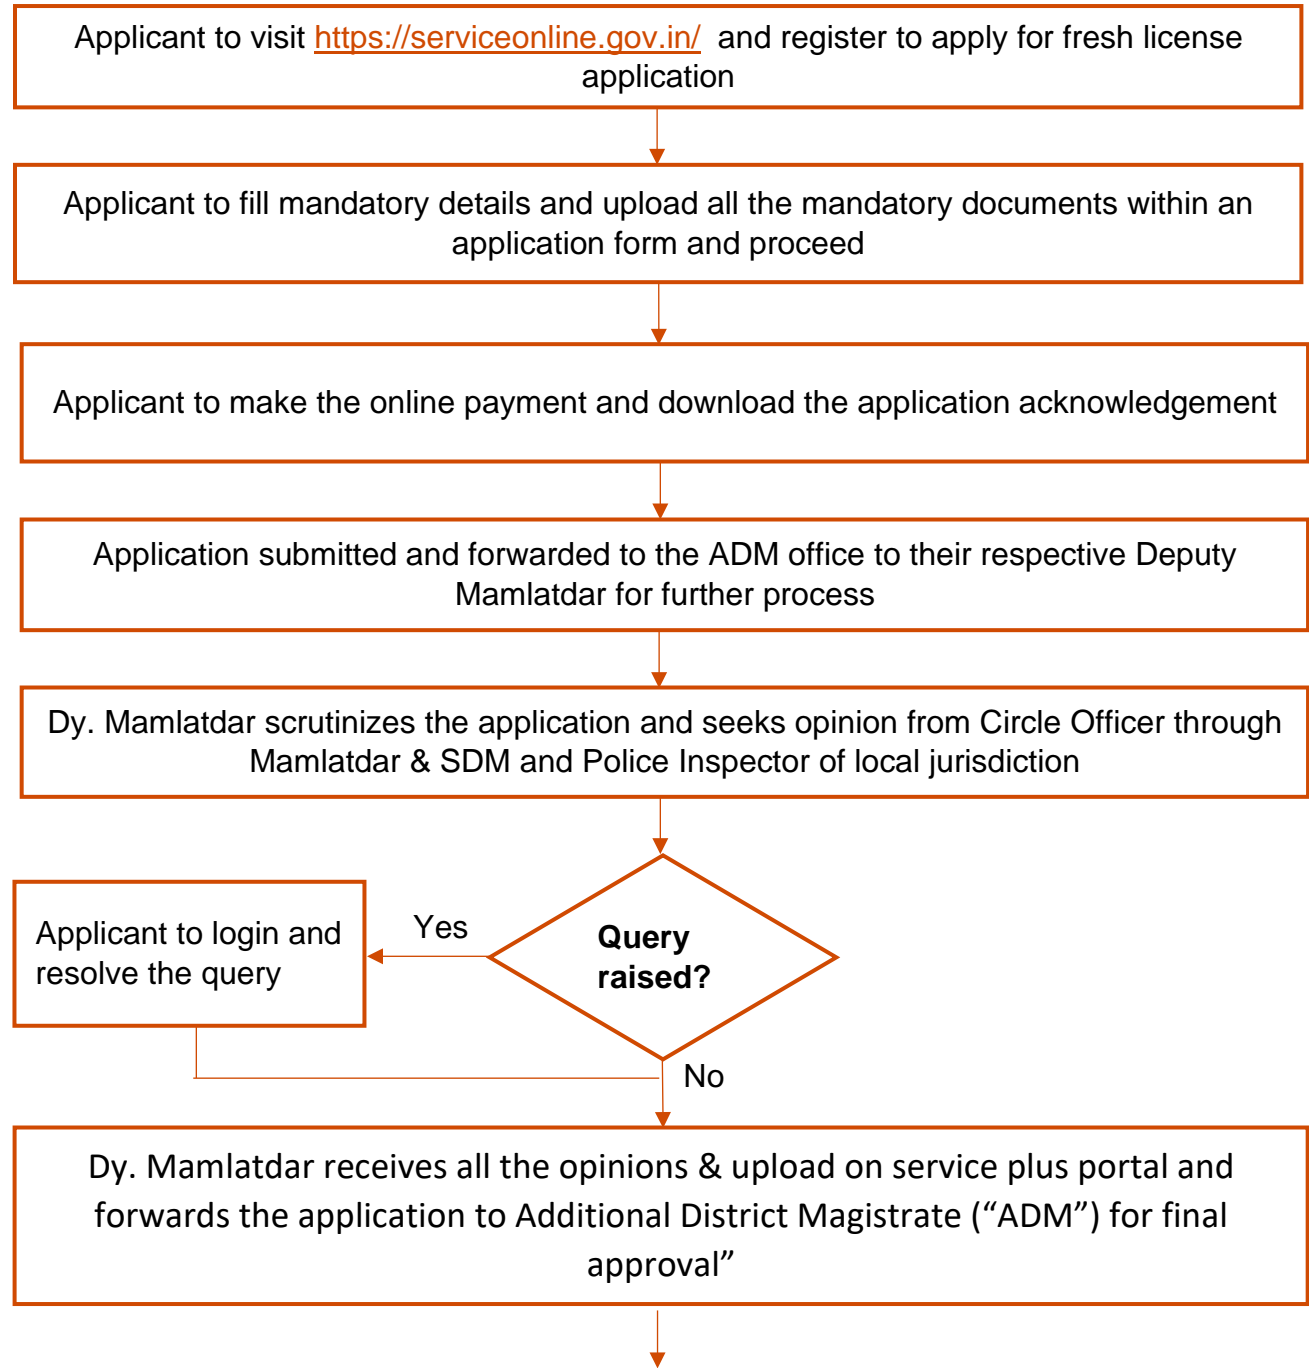 Applicant to visit https://serviceonline.gov.in/ and register to apply for fresh license
application
Applicant to fill mandatory details and upload all the mandatory documents within an
application form and proceed
Applicant to make the online payment and download the application acknowledgement
Application submitted and forwarded to the ADM office to their respective Deputy
Mamlatdar for further process
Dy. Mamlatdar scrutinizes the application and seeks opinion from Circle Officer through
Mamlatdar & SDM and Police Inspector of local jurisdiction
Query
raised?
Yes
Applicant to login and
resolve the query
No
Dy. Mamlatdar receives all the opinions & upload on service plus portal and
forwards the application to Additional District Magistrate (“ADM”) for final
approval”